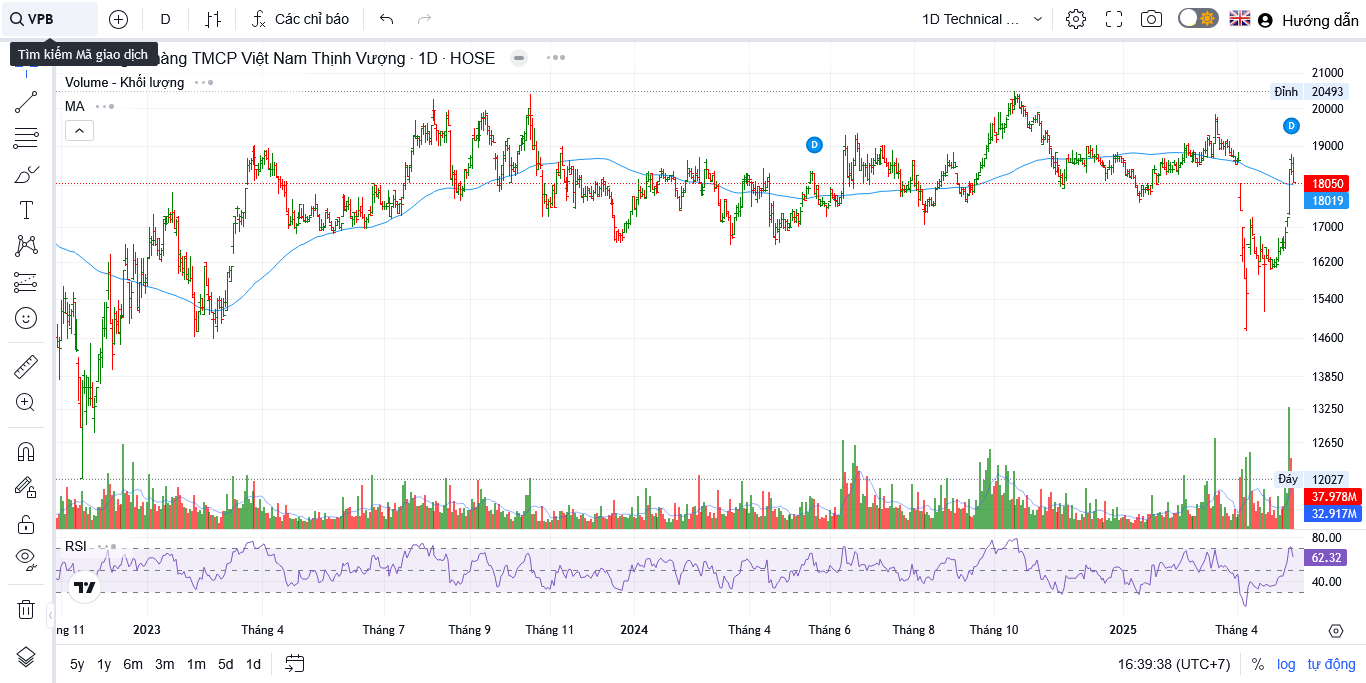 VPB
D
Các chỉ báo
1D Technical ...
Hướng dẫn
Tìm kiếm Mã giao dịch
hàng TMCP Việt Nam Thịnh Vượng · 1D · HOSE
Volume - Khối lượng
MA
21000
Đỉnh 20493
20000
D
D
19000
18050
18019
17000
16200
15400
14600
13850
13250
12650
Đáy 12027
37.978M
32.917M
RSI
80.00
62.32
40.00
ng 11 2023 Tháng 4 Tháng 7 Tháng 9 Tháng 11 2024 Tháng 4 Tháng 6 Tháng 8 Tháng 10 2025 Tháng 4
5y 1y 6m 3m 1m 5d 1d
16:39:38 (UTC+7) % log tự động